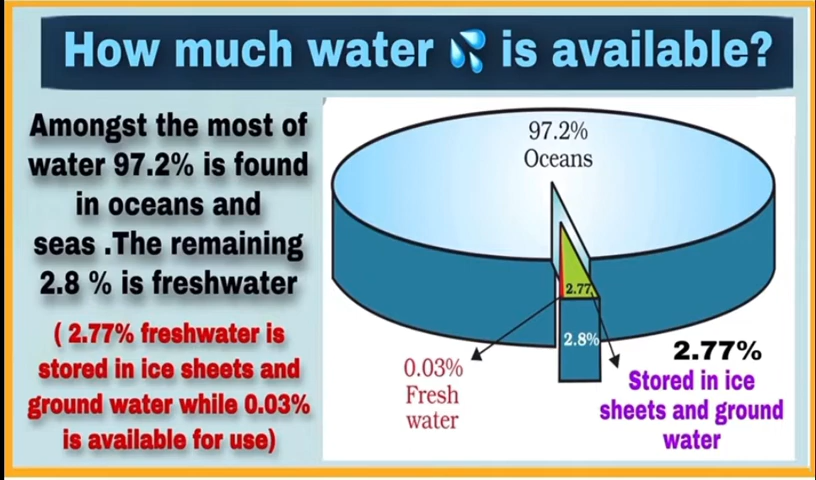 How much water 💦 is available?
Amongst the most of
water 97.2% is found
in oceans and
seas .The remaining
2.8 % is freshwater
( 2.77% freshwater is
stored in ice sheets and
ground water while 0.03%
is available for use)
97.2%
Oceans
2.77
2.8%
0.03%
Fresh
water
2.77%
Stored in ice
sheets and ground
water